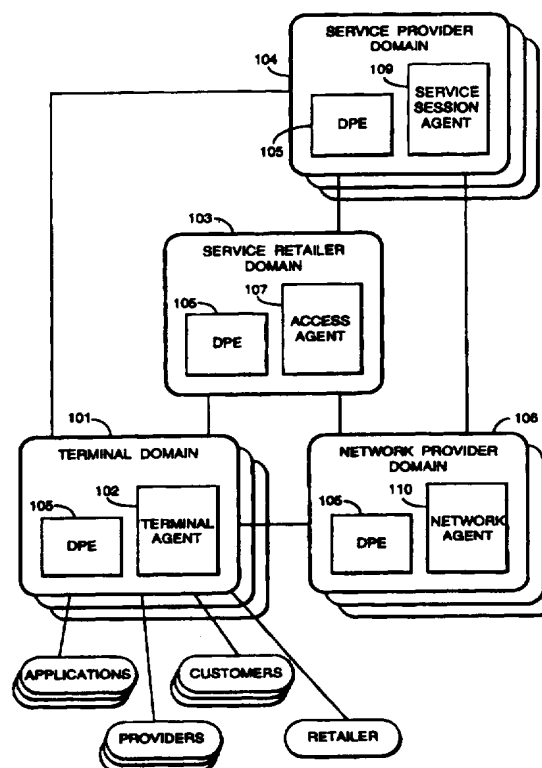 SERVICE PROVIDER
DOMAIN
104
109
SERVICE
SESSION
AGENT
DPE
105
103
SERVICE RETAILER
DOMAIN
107
105
ACCESS
AGENT
DPE
101
106
TERMINAL DOMAIN
NETWORK PROVIDER
DOMAIN
102
105
TERMINAL
AGENT
DPE
110
105
NETWORK
AGENT
DPE
APPLICATIONS
CUSTOMERS
PROVIDERS
RETAILER